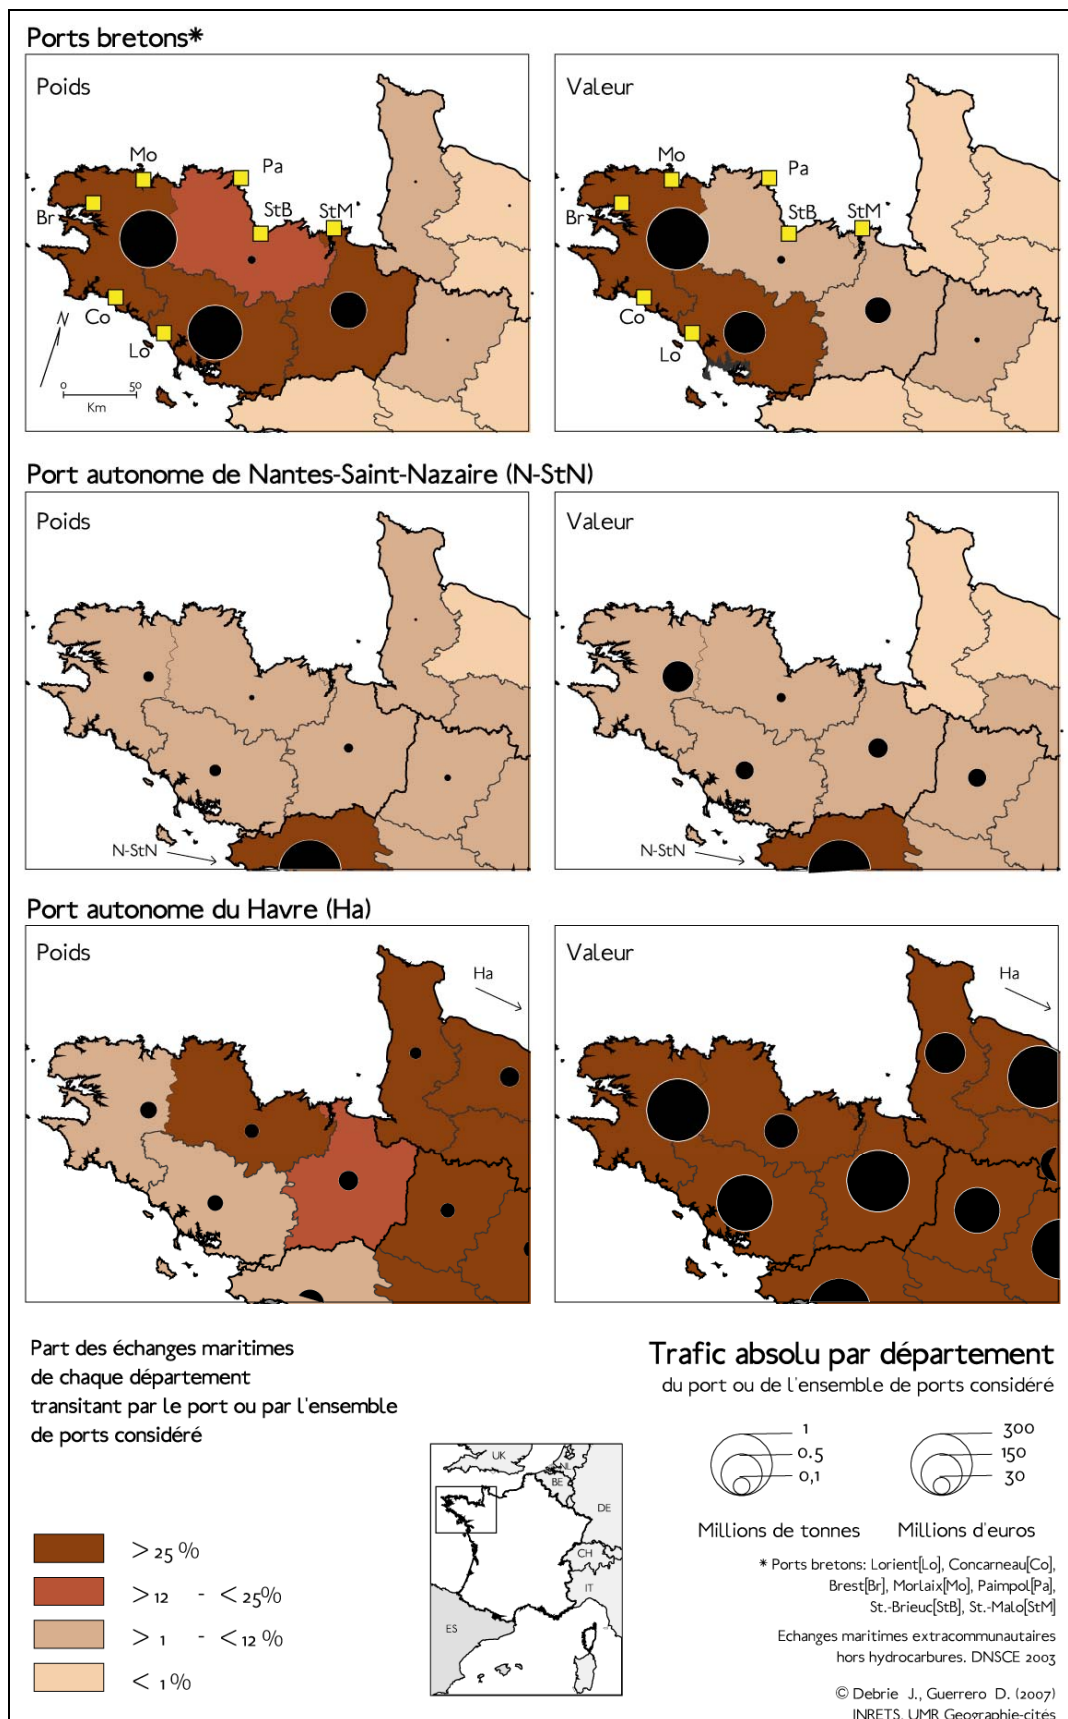 Ports bretons*
Poids
Mo
Pa
Br
StB
StM
Co
Lo
N
0 50
Km
Valeur
Mo
Pa
Br
StB
StM
Co
Lo
Port autonome de Nantes-Saint-Nazaire (N-StN)
Poids
N-StN
Valeur
N-StN
Port autonome du Havre (Ha)
Poids
Ha
Valeur
Ha
Part des échanges maritimes
de chaque département
transitant par le port ou par l'ensemble
de ports considéré
> 25 %
> 12 - < 25%
> 1 - < 12 %
< 1 %
UK
NL
BE
DE
CH
IT
ES
Trafic absolu par département
du port ou de l'ensemble de ports considéré
1
0.5
0,1
Millions de tonnes
300
150
30
Millions d'euros
* Ports bretons: Lorient[Lo], Concarneau[Co],
Brest[Br], Morlaix[Mo], Paimpol[Pa],
St.-Brieuc[StB], St.-Malo[StM]
Echanges maritimes extracommunautaires
hors hydrocarbures. DNSCE 2003
© Debrie J., Guerrero D. (2007)
INRETS, UMR Geographie-cités